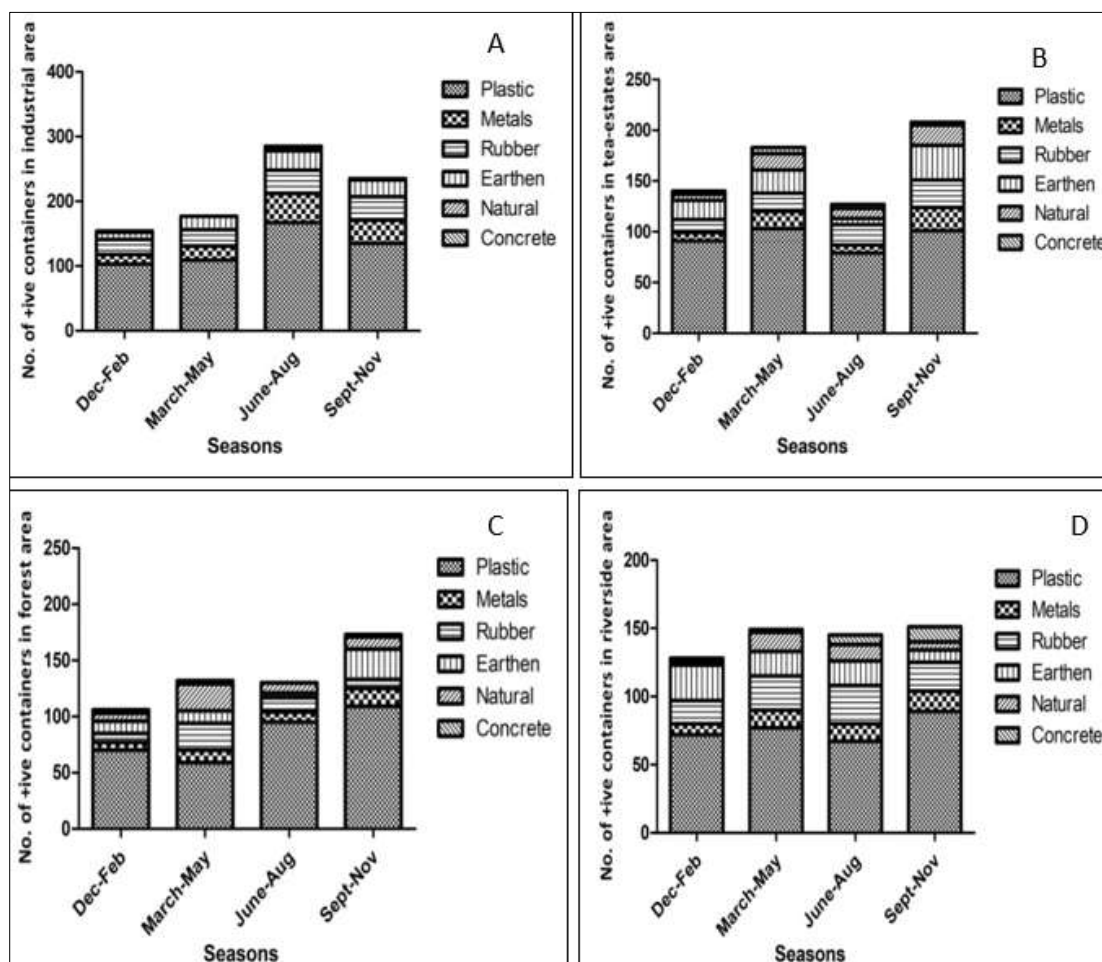 A
No. of +ive containers in industrial area
400
300
200
100
0
Dec-Feb
March-May
June-Aug
Sept-Nov
Seasons
Plastic
Metals
Rubber
Earthen
Natural
Concrete
B
No. of +ive containers in tea-estates area
250
200
150
100
50
0
Dec-Feb
March-May
June-Aug
Sept-Nov
Seasons
Plastic
Metals
Rubber
Earthen
Natural
Concrete
C
No. of +ive containers in forest area
250
200
150
100
50
0
Dec-Feb
March-May
June-Aug
Sept-Nov
Seasons
Plastic
Metals
Rubber
Earthen
Natural
Concrete
D
No. of +ive containers in riverside area
200
150
100
50
0
Dec-Feb
March-May
June-Aug
Sept-Nov
Seasons
Plastic
Metals
Rubber
Earthen
Natural
Concrete